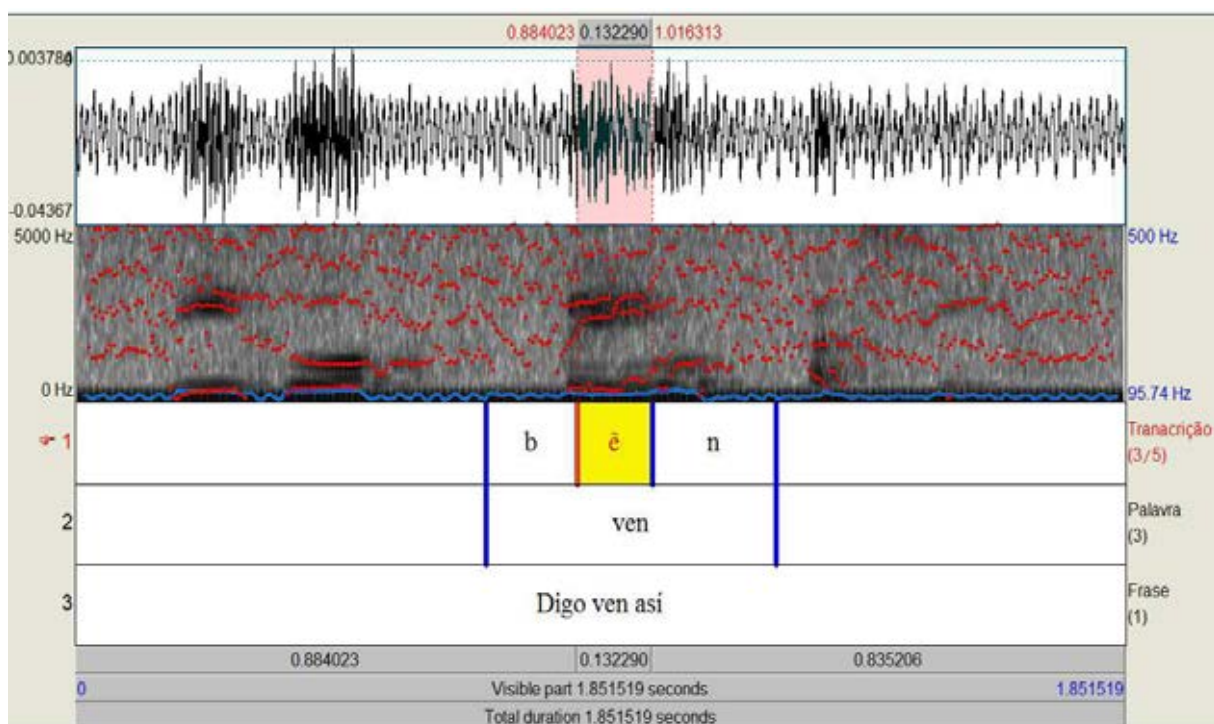 0.884023 0.132290 1.016313
0.003784
-0.04367
5000 Hz
500 Hz
0 Hz
95.74 Hz
1
b ẽ n
Tranacrição
(3/5)
2
ven
Palavra
(3)
3
Digo ven así
Frase
(1)
0.884023 0.132290 0.835206
0 Visible part 1.851519 seconds 1.851519
Total duration 1.851519 seconds